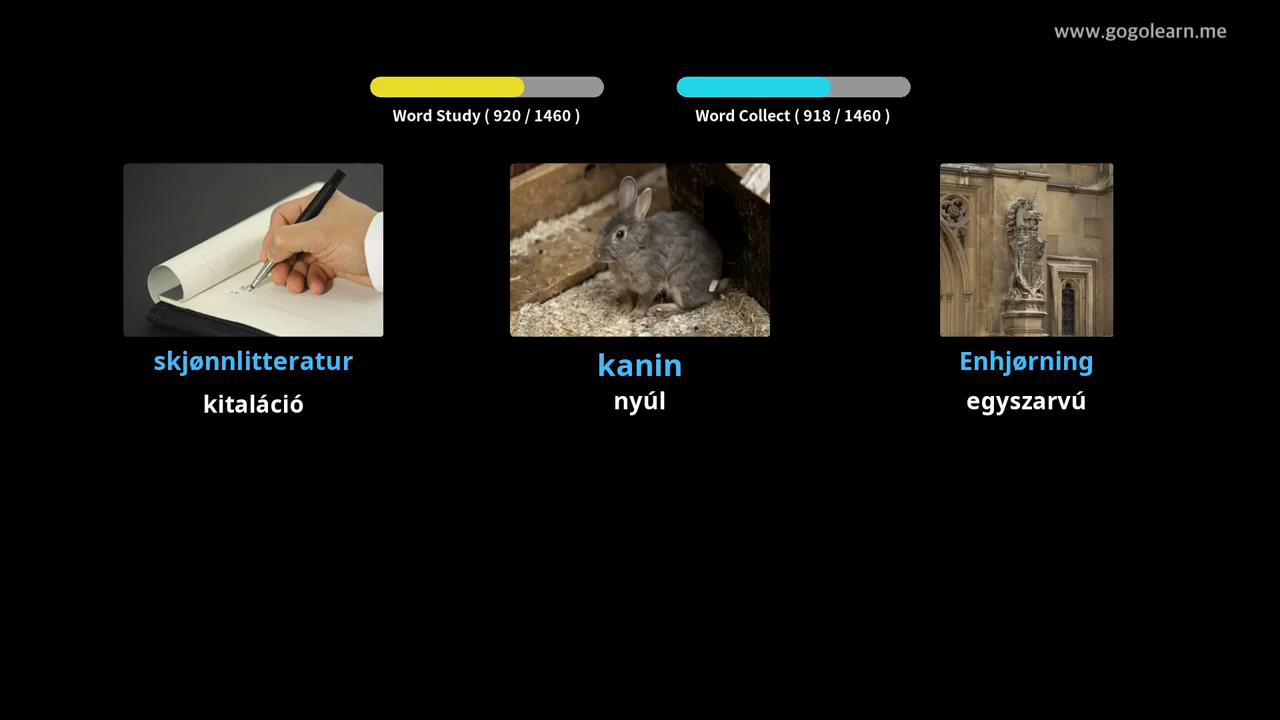 www.gogolearn.me
Word Study ( 920 / 1460 )
Word Collect ( 918 / 1460 )
skjønnlitteratur
kitaláció
kanin
nyúl
Enhjørning
egyszarvú